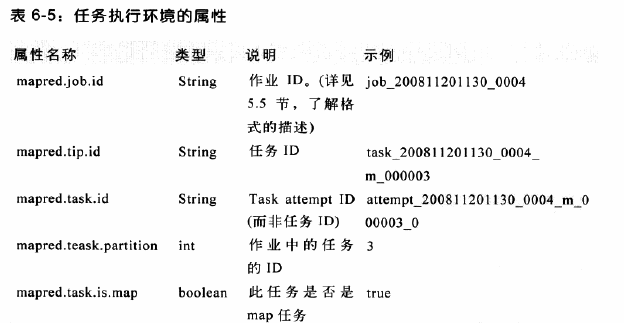 表 6-5：任务执行环境的属性
属性名称 类型 说明 示例
mapred.job.id String 作业 ID。(详见 job_200811201130_0004
5.5 节，了解格
式的描述)
mapred.tip.id String 任务 ID task_200811201130_0004_
m_000003
mapred.task.id String Task attempt ID attempt_200811201130_0004_m_0
(而非任务 ID) 00003_0
mapred.teask.partition int 作业中的任务 3
的 ID
mapred.task.is.map boolean 此任务是否是 true
map 任务